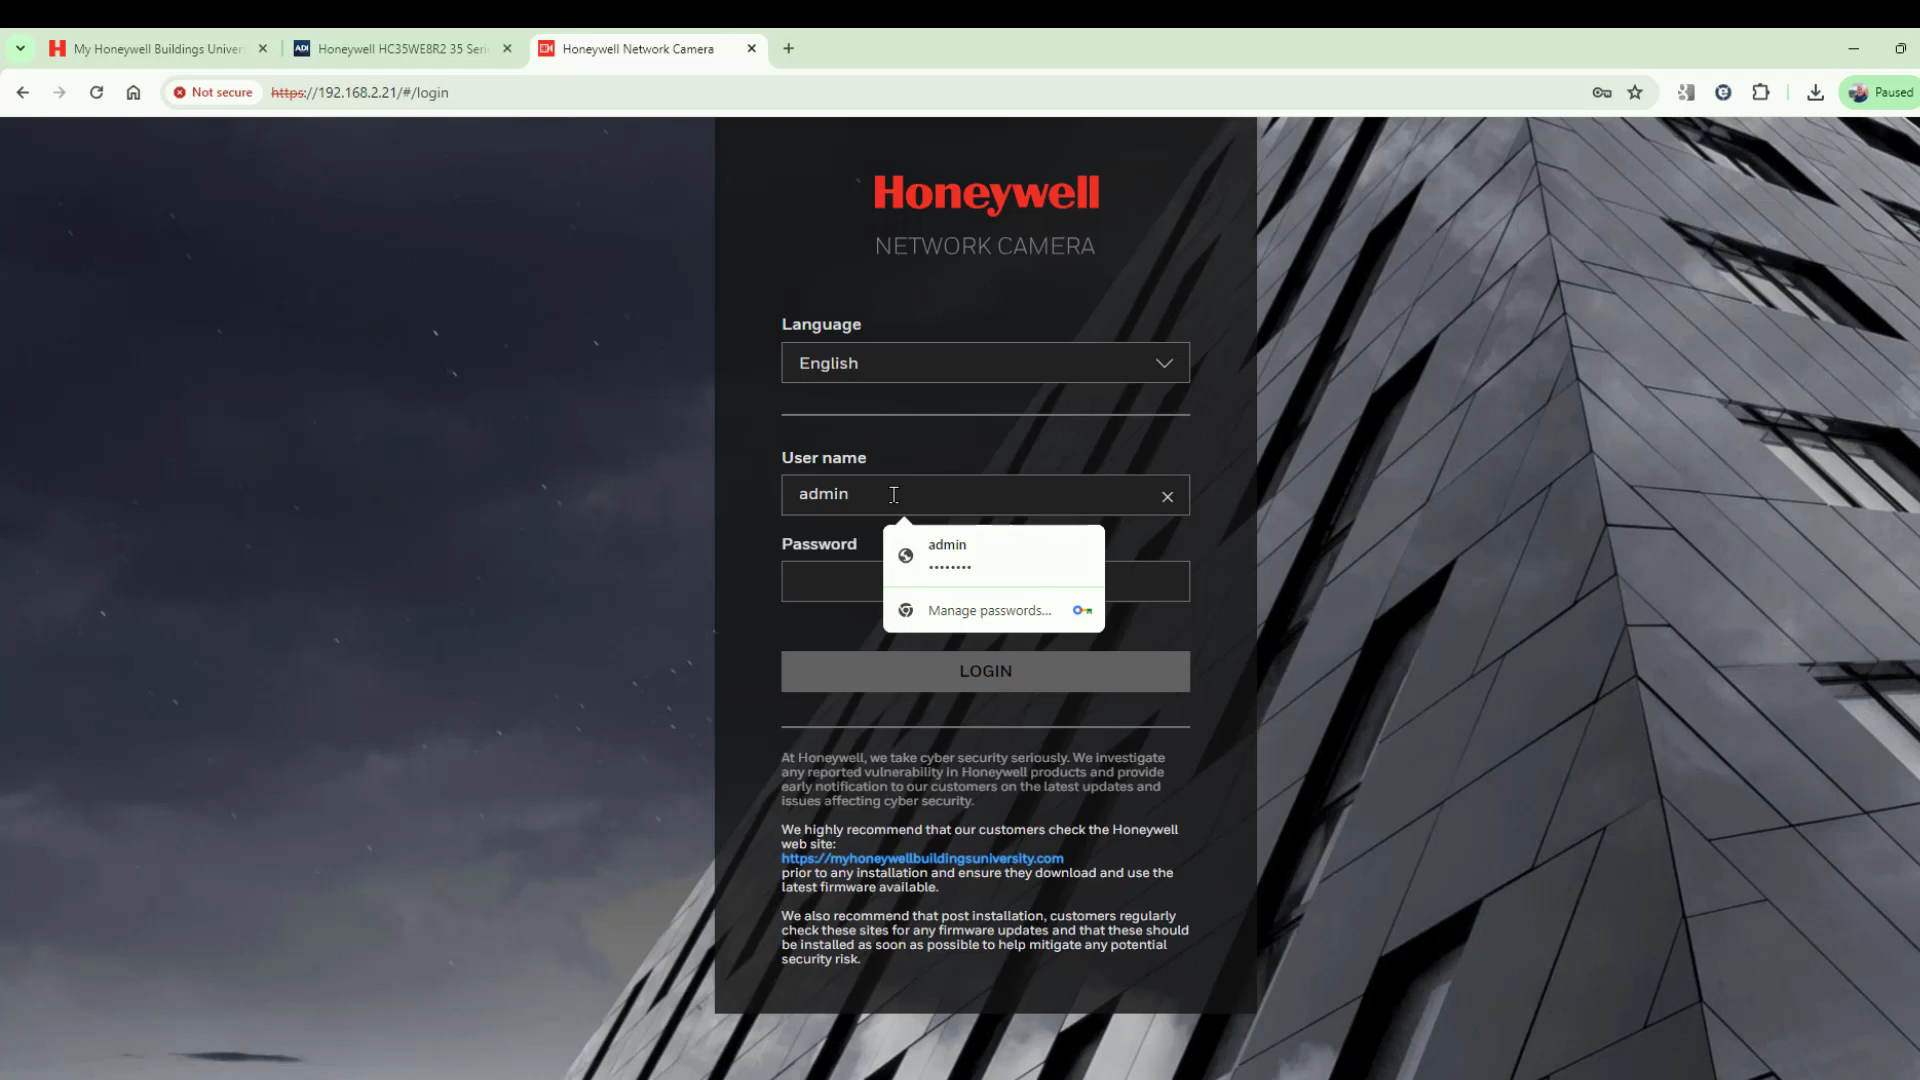 My Honeywell Buildings Univer
Honeywell HC35WE8R2 35 Seri
Honeywell Network Camera
Not secure
https://192.168.2.21/#/login
Paused
Honeywell
NETWORK CAMERA
Language
English
User name
admin
Password
admin
••••••••
Manage passwords...
LOGIN
At Honeywell, we take cyber security seriously. We investigate
any reported vulnerability in Honeywell products and provide
early notification to our customers on the latest updates and
issues affecting cyber security.
We highly recommend that our customers check the Honeywell
web site:
https://myhoneywellbuildingsuniversity.com
prior to any installation and ensure they download and use the
latest firmware available.
We also recommend that post installation, customers regularly
check these sites for any firmware updates and that these should
be installed as soon as possible to help mitigate any potential
security risk.